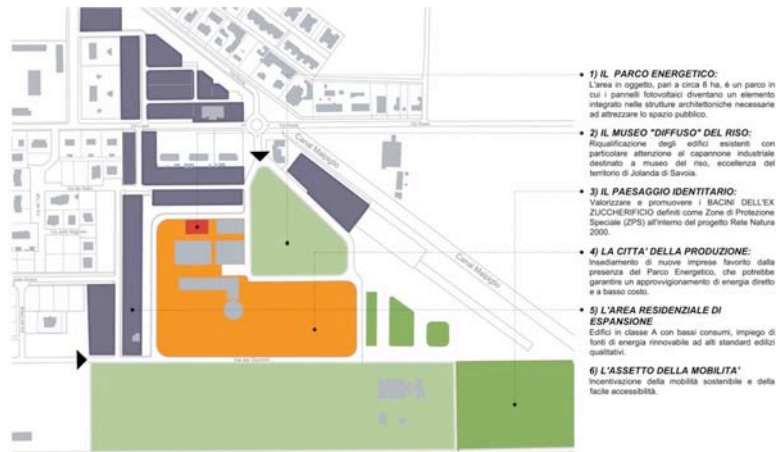 1) IL PARCO ENERGETICO:
L'area in oggetto, pari a circa 8 ha, è un parco in
cui i pannelli fotovoltaici diventano un elemento
integrato nelle strutture architettoniche necessarie
ad attrezzare lo spazio pubblico.
2) IL MUSEO "DIFFUSO" DEL RISO:
Riqualificazione degli edifici esistenti con
particolare attenzione al capannone industriale
destinato a museo del riso, eccellenza del
territorio di Jolanda di Savoia.
3) IL PAESAGGIO IDENTITARIO:
Valorizzare e promuovere i BACINI DELL'EX
ZUCCHERIFICIO definiti come Zone di Protezione
Speciale (ZPS) all'interno del progetto Rete Natura
2000.
4) LA CITTA' DELLA PRODUZIONE:
Insediamento di nuove imprese favorito dalla
presenza del Parco Energetico, che potrebbe
garantire un approvvigionamento di energia diretto
e a basso costo.
5) L'AREA RESIDENZIALE DI
ESPANSIONE
Edifici in classe A con bassi consumi, impiego di
fonti di energia rinnovabile ad alti standard edilizi
qualitativi.
6) L'ASSETTO DELLA MOBILITA'
Incentivazione della mobilità sostenibile e della
facile accessibilità.
Canal Malpiglio
Canal Malpiglio